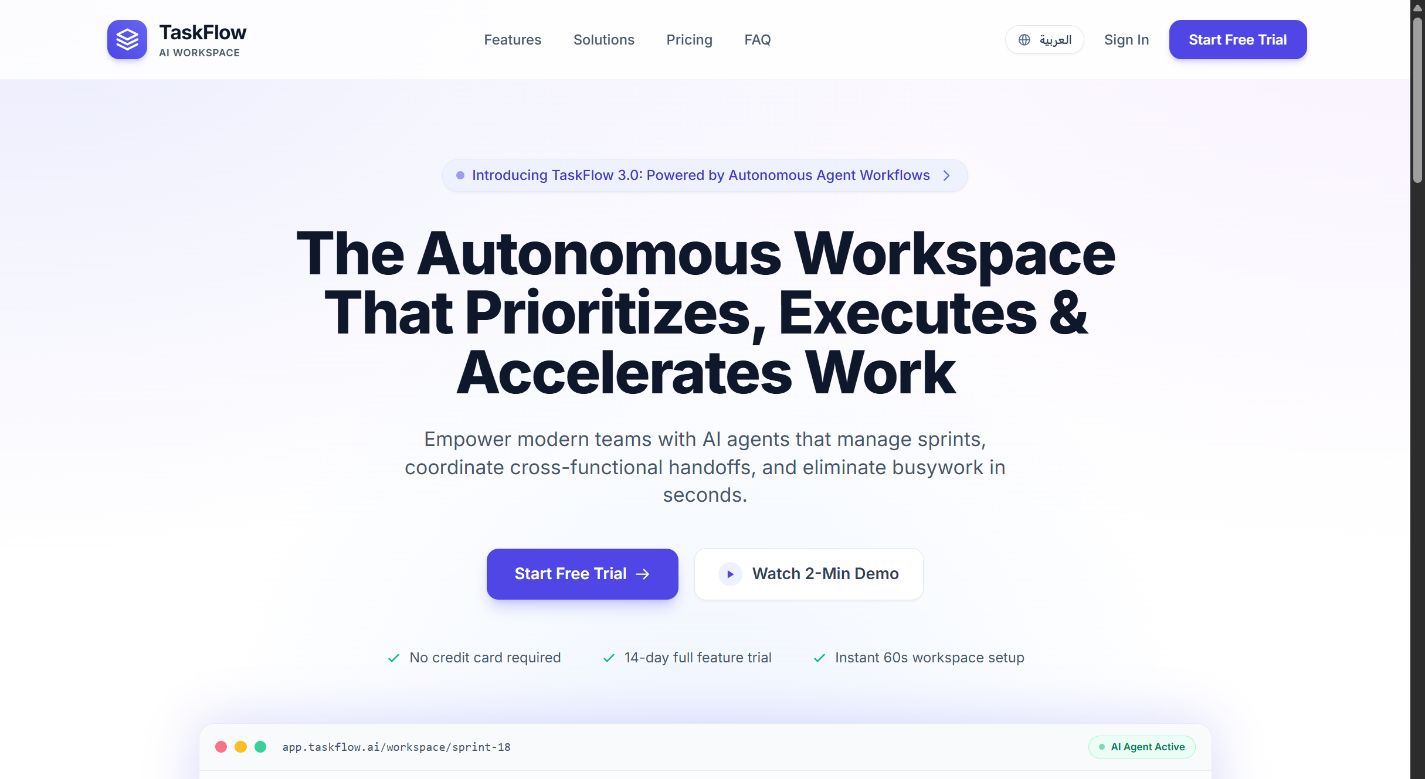 TaskFlow
AI WORKSPACE
Features
Solutions
Pricing
FAQ
العربية
Sign In
Start Free Trial
Introducing TaskFlow 3.0: Powered by Autonomous Agent Workflows
The Autonomous Workspace
That Prioritizes, Executes &
Accelerates Work
Empower modern teams with AI agents that manage sprints,
coordinate cross-functional handoffs, and eliminate busywork in
seconds.
Start Free Trial →
Watch 2-Min Demo
No credit card required
14-day full feature trial
Instant 60s workspace setup
app.taskflow.ai/workspace/sprint-18
AI Agent Active